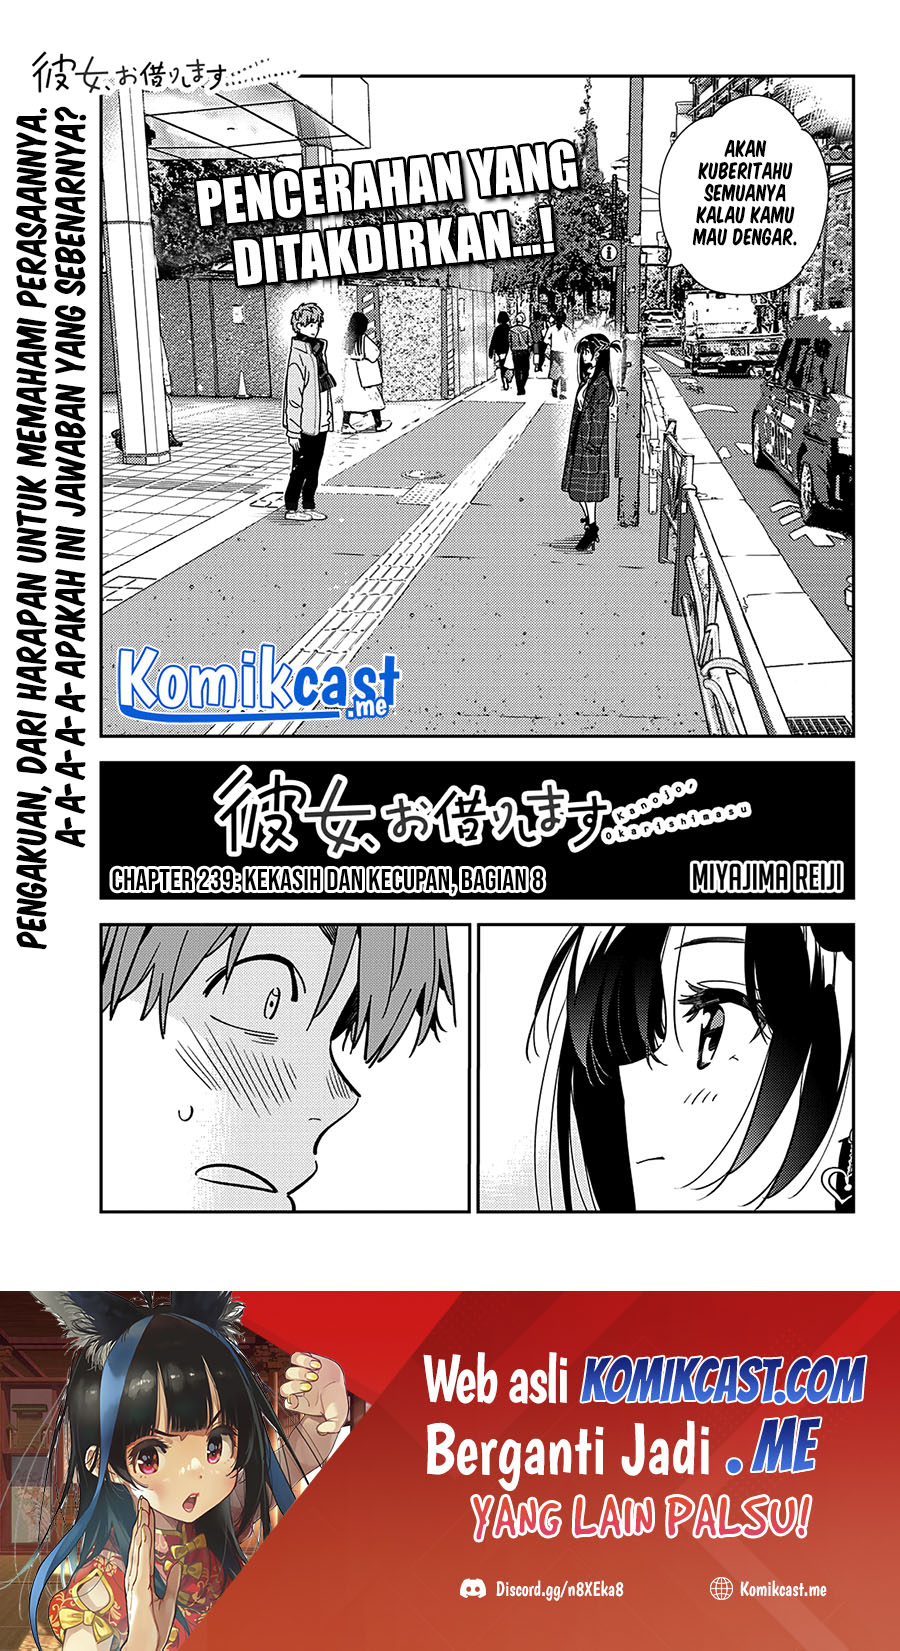 彼女、お借りします
PENGAKUAN, DARI HARAPAN UNTUK MEMAHAMI PERASAANNYA.
A-A-A-A-APAKAH INI JAWABAN YANG SEBENARNYA?
PENCERAHAN YANG
DITAKDIRKAN...!
AKAN
KUBERITAHU
SEMUANYA
KALAU KAMU
MAU DENGAR.
i
Komikcast
.me
彼女、お借りします
kanojo,
okarishimasu
CHAPTER 239: KEKASIH DAN KECUPAN, BAGIAN 8
MIYAJIMA REIJI
Web asli KOMIKCAST.COM
Berganti Jadi .ME
YANG LAIN PALSU!
Discord.gg/n8XEka8
Komikcast.me